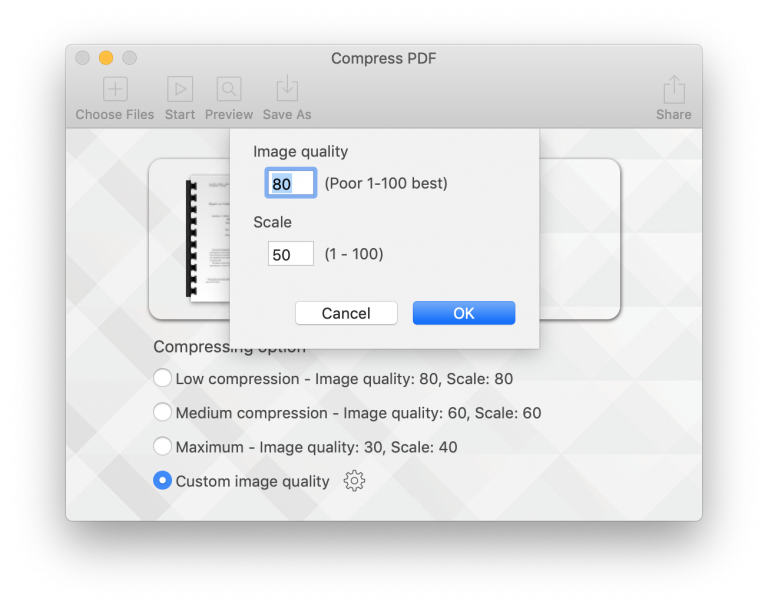 Compress PDF
Choose Files Start Preview Save As Share
Image quality
80 (Poor 1-100 best)
Scale
50 (1 - 100)
Cancel OK
Compressing option
Low compression - Image quality: 80, Scale: 80
Medium compression - Image quality: 60, Scale: 60
Maximum - Image quality: 30, Scale: 40
Custom image quality